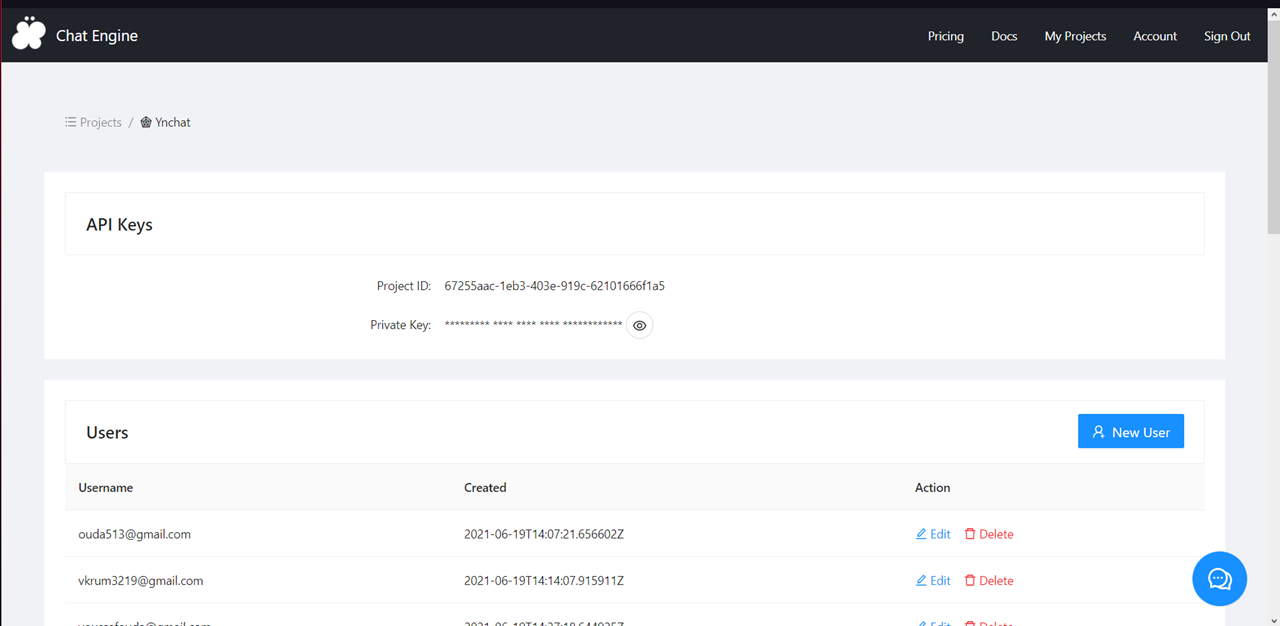 Chat Engine
Pricing Docs My Projects Account Sign Out
Projects / Ynchat
API Keys
Project ID: 67255aac-1eb3-403e-919c-62101666f1a5
Private Key: ********* **** **** **** ************
Users
New User
Username Created Action
ouda513@gmail.com 2021-06-19T14:07:21.656602Z Edit Delete
vkrum3219@gmail.com 2021-06-19T14:14:07.915911Z Edit Delete
Edit Delete